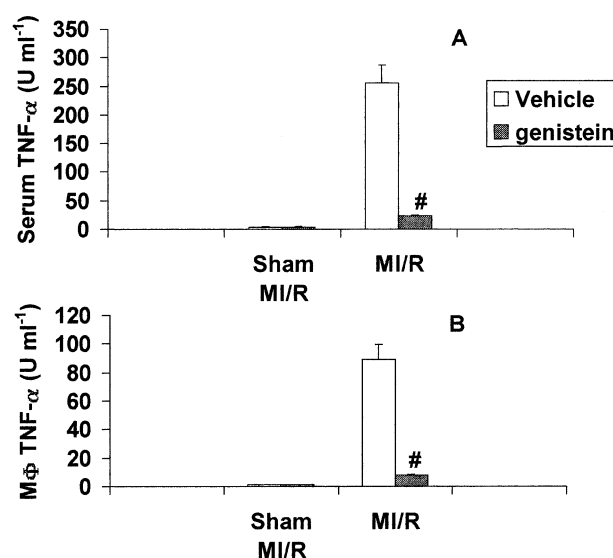 A
Serum TNF-α (U ml⁻¹)
350
300
250
200
150
100
50
0
Vehicle
genistein
#
Sham
MI/R
MI/R
B
MΦ TNF-α (U ml⁻¹)
120
100
80
60
40
20
0
#
Sham
MI/R
MI/R